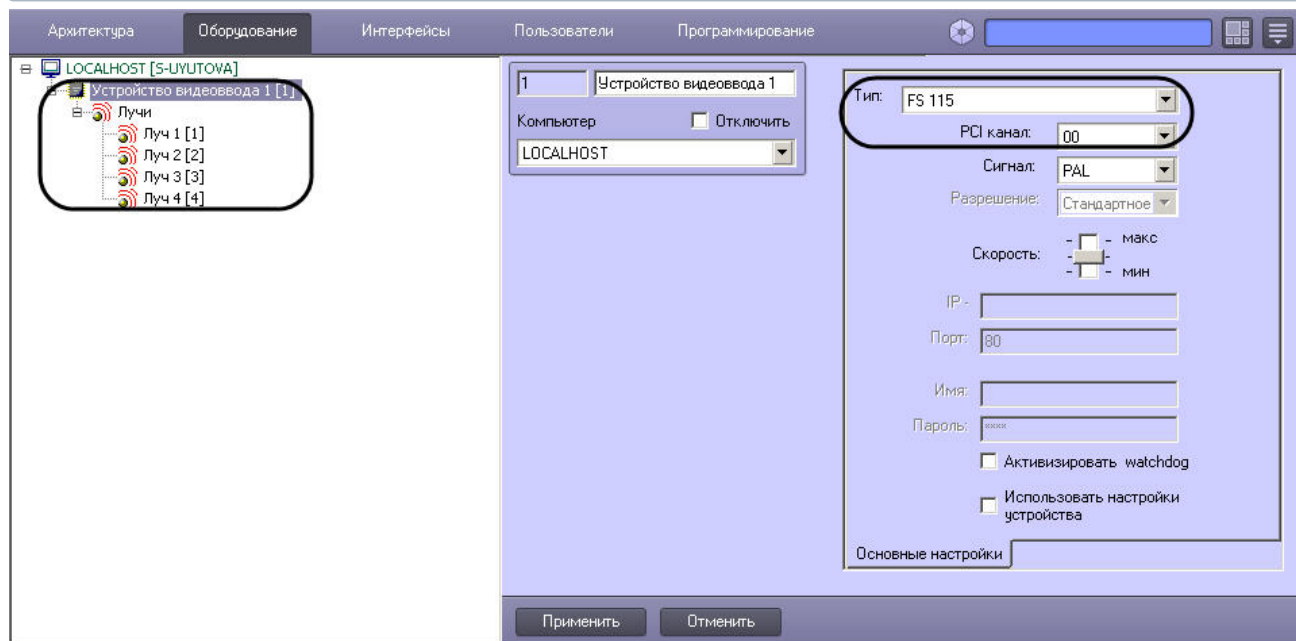 Архитектура Оборудование Интерфейсы Пользователи Программирование
LOCALHOST [S-UYUTOVA]
Устройство видеоввода 1 [1]
Лучи
Луч 1 [1]
Луч 2 [2]
Луч 3 [3]
Луч 4 [4]
1 Устройство видеоввода 1
Компьютер Отключить
LOCALHOST
Тип: FS 115
PCI канал: 00
Сигнал: PAL
Разрешение: Стандартное
- - макс
Скорость: - -
- - мин
IP -
Порт: 80
Имя:
Пароль: ****
Активизировать watchdog
Использовать настройки
устройства
Основные настройки
Применить Отменить